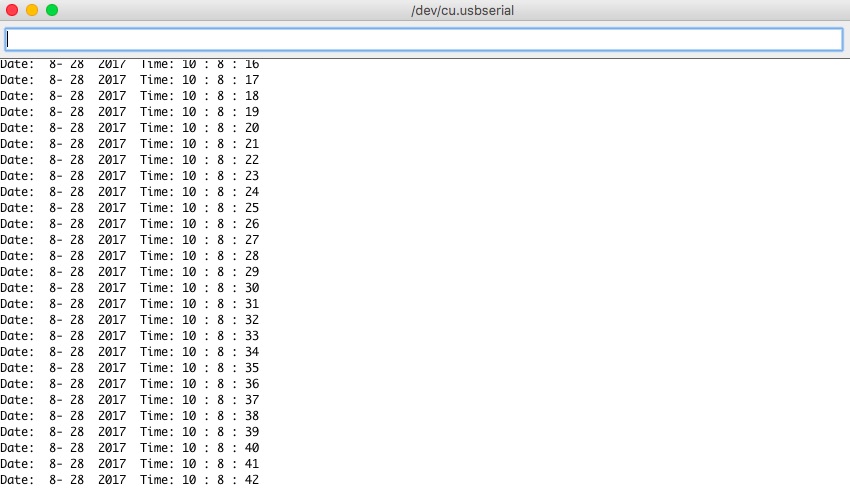 /dev/cu.usbserial
Date:  8- 28  2017  Time: 10 : 8 : 16
Date:  8- 28  2017  Time: 10 : 8 : 17
Date:  8- 28  2017  Time: 10 : 8 : 18
Date:  8- 28  2017  Time: 10 : 8 : 19
Date:  8- 28  2017  Time: 10 : 8 : 20
Date:  8- 28  2017  Time: 10 : 8 : 21
Date:  8- 28  2017  Time: 10 : 8 : 22
Date:  8- 28  2017  Time: 10 : 8 : 23
Date:  8- 28  2017  Time: 10 : 8 : 24
Date:  8- 28  2017  Time: 10 : 8 : 25
Date:  8- 28  2017  Time: 10 : 8 : 26
Date:  8- 28  2017  Time: 10 : 8 : 27
Date:  8- 28  2017  Time: 10 : 8 : 28
Date:  8- 28  2017  Time: 10 : 8 : 29
Date:  8- 28  2017  Time: 10 : 8 : 30
Date:  8- 28  2017  Time: 10 : 8 : 31
Date:  8- 28  2017  Time: 10 : 8 : 32
Date:  8- 28  2017  Time: 10 : 8 : 33
Date:  8- 28  2017  Time: 10 : 8 : 34
Date:  8- 28  2017  Time: 10 : 8 : 35
Date:  8- 28  2017  Time: 10 : 8 : 36
Date:  8- 28  2017  Time: 10 : 8 : 37
Date:  8- 28  2017  Time: 10 : 8 : 38
Date:  8- 28  2017  Time: 10 : 8 : 39
Date:  8- 28  2017  Time: 10 : 8 : 40
Date:  8- 28  2017  Time: 10 : 8 : 41
Date:  8- 28  2017  Time: 10 : 8 : 42